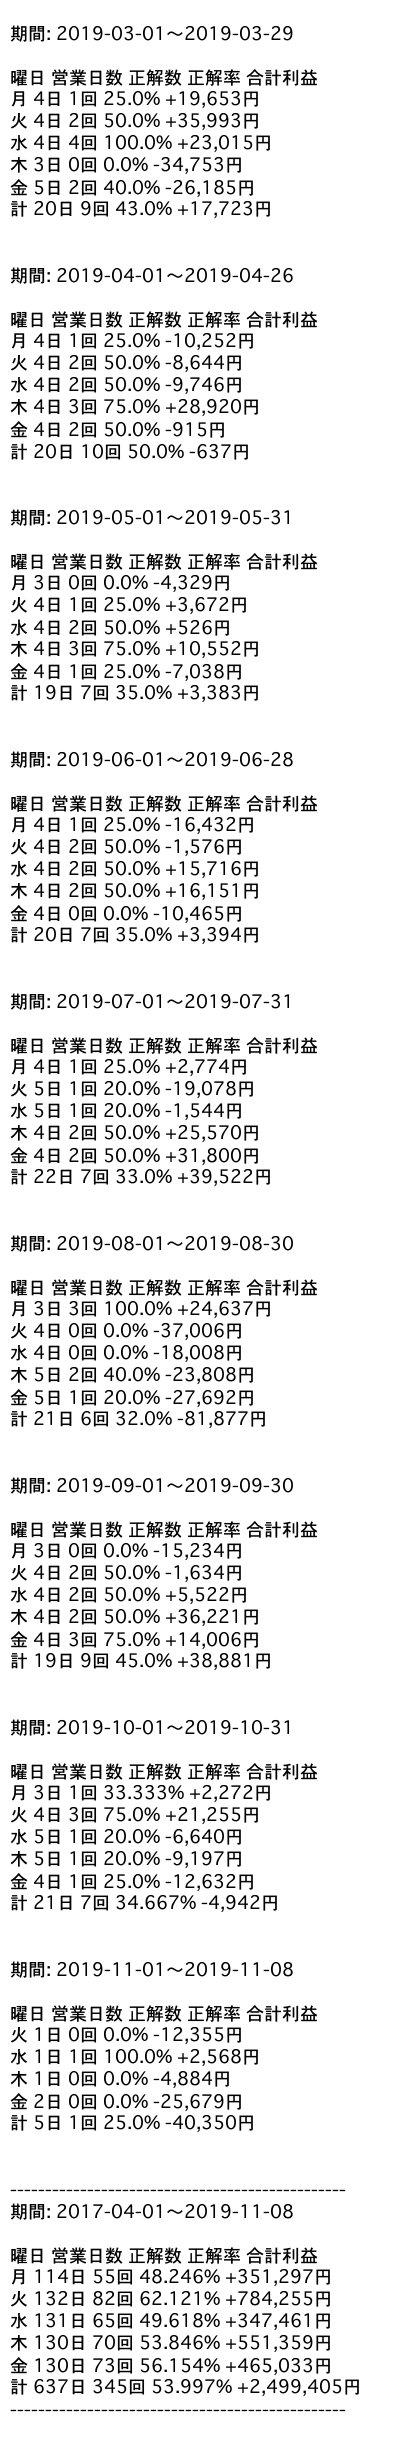 期間: 2019-03-01〜2019-03-29
曜日 営業日数 正解数 正解率 合計利益
月 4日 1回 25.0% +19,653円
火 4日 2回 50.0% +35,993円
水 4日 4回 100.0% +23,015円
木 3日 0回 0.0% -34,753円
金 5日 2回 40.0% -26,185円
計 20日 9回 43.0% +17,723円
期間: 2019-04-01〜2019-04-26
曜日 営業日数 正解数 正解率 合計利益
月 4日 1回 25.0% -10,252円
火 4日 2回 50.0% -8,644円
水 4日 2回 50.0% -9,746円
木 4日 3回 75.0% +28,920円
金 4日 2回 50.0% -915円
計 20日 10回 50.0% -637円
期間: 2019-05-01〜2019-05-31
曜日 営業日数 正解数 正解率 合計利益
月 3日 0回 0.0% -4,329円
火 4日 1回 25.0% +3,672円
水 4日 2回 50.0% +526円
木 4日 3回 75.0% +10,552円
金 4日 1回 25.0% -7,038円
計 19日 7回 35.0% +3,383円
期間: 2019-06-01〜2019-06-28
曜日 営業日数 正解数 正解率 合計利益
月 4日 1回 25.0% -16,432円
火 4日 2回 50.0% -1,576円
水 4日 2回 50.0% +15,716円
木 4日 2回 50.0% +16,151円
金 4日 0回 0.0% -10,465円
計 20日 7回 35.0% +3,394円
期間: 2019-07-01〜2019-07-31
曜日 営業日数 正解数 正解率 合計利益
月 4日 1回 25.0% +2,774円
火 5日 1回 20.0% -19,078円
水 5日 1回 20.0% -1,544円
木 4日 2回 50.0% +25,570円
金 4日 2回 50.0% +31,800円
計 22日 7回 33.0% +39,522円
期間: 2019-08-01〜2019-08-30
曜日 営業日数 正解数 正解率 合計利益
月 3日 3回 100.0% +24,637円
火 4日 0回 0.0% -37,006円
水 4日 0回 0.0% -18,008円
木 5日 2回 40.0% -23,808円
金 5日 1回 20.0% -27,692円
計 21日 6回 32.0% -81,877円
期間: 2019-09-01〜2019-09-30
曜日 営業日数 正解数 正解率 合計利益
月 3日 0回 0.0% -15,234円
火 4日 2回 50.0% -1,634円
水 4日 2回 50.0% +5,522円
木 4日 2回 50.0% +36,221円
金 4日 3回 75.0% +14,006円
計 19日 9回 45.0% +38,881円
期間: 2019-10-01〜2019-10-31
曜日 営業日数 正解数 正解率 合計利益
月 3日 1回 33.333% +2,272円
火 4日 3回 75.0% +21,255円
水 5日 1回 20.0% -6,640円
木 5日 1回 20.0% -9,197円
金 4日 1回 25.0% -12,632円
計 21日 7回 34.667% -4,942円
期間: 2019-11-01〜2019-11-08
曜日 営業日数 正解数 正解率 合計利益
火 1日 0回 0.0% -12,355円
水 1日 1回 100.0% +2,568円
木 1日 0回 0.0% -4,884円
金 2日 0回 0.0% -25,679円
計 5日 1回 25.0% -40,350円
------------------------------------------------
期間: 2017-04-01〜2019-11-08
曜日 営業日数 正解数 正解率 合計利益
月 114日 55回 48.246% +351,297円
火 132日 82回 62.121% +784,255円
水 131日 65回 49.618% +347,461円
木 130日 70回 53.846% +551,359円
金 130日 73回 56.154% +465,033円
計 637日 345回 53.997% +2,499,405円
------------------------------------------------